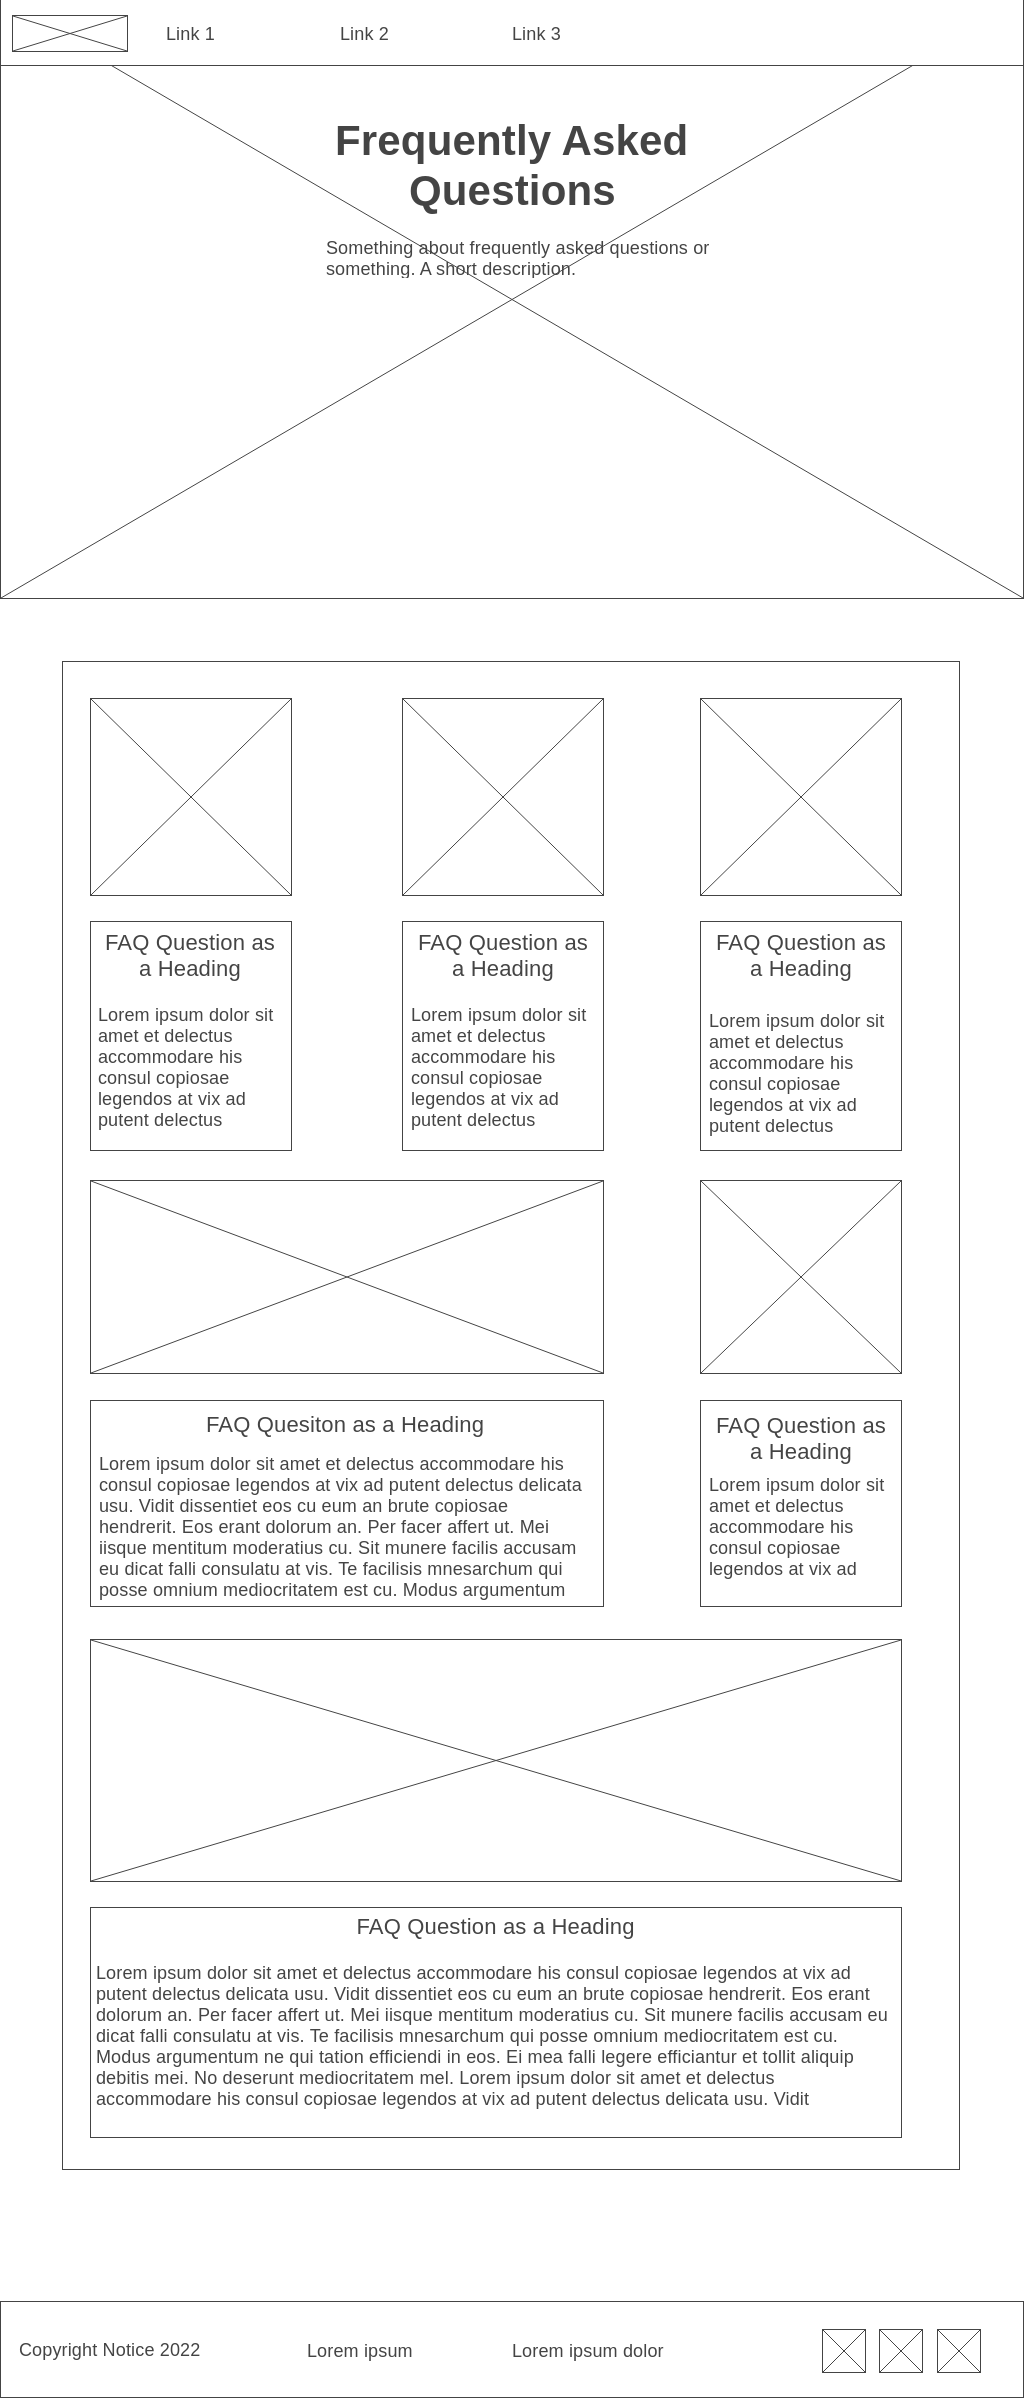 Link 1 Link 2 Link 3
Frequently Asked
Questions
Something about frequently asked questions or
something. A short description.
FAQ Question as
a Heading
Lorem ipsum dolor sit
amet et delectus
accommodare his
consul copiosae
legendos at vix ad
putent delectus
FAQ Question as
a Heading
Lorem ipsum dolor sit
amet et delectus
accommodare his
consul copiosae
legendos at vix ad
putent delectus
FAQ Question as
a Heading
Lorem ipsum dolor sit
amet et delectus
accommodare his
consul copiosae
legendos at vix ad
putent delectus
FAQ Quesiton as a Heading
Lorem ipsum dolor sit amet et delectus accommodare his
consul copiosae legendos at vix ad putent delectus delicata
usu. Vidit dissentiet eos cu eum an brute copiosae
hendrerit. Eos erant dolorum an. Per facer affert ut. Mei
iisque mentitum moderatius cu. Sit munere facilis accusam
eu dicat falli consulatu at vis. Te facilisis mnesarchum qui
posse omnium mediocritatem est cu. Modus argumentum
FAQ Question as
a Heading
Lorem ipsum dolor sit
amet et delectus
accommodare his
consul copiosae
legendos at vix ad
FAQ Question as a Heading
Lorem ipsum dolor sit amet et delectus accommodare his consul copiosae legendos at vix ad
putent delectus delicata usu. Vidit dissentiet eos cu eum an brute copiosae hendrerit. Eos erant
dolorum an. Per facer affert ut. Mei iisque mentitum moderatius cu. Sit munere facilis accusam eu
dicat falli consulatu at vis. Te facilisis mnesarchum qui posse omnium mediocritatem est cu.
Modus argumentum ne qui tation efficiendi in eos. Ei mea falli legere efficiantur et tollit aliquip
debitis mei. No deserunt mediocritatem mel. Lorem ipsum dolor sit amet et delectus
accommodare his consul copiosae legendos at vix ad putent delectus delicata usu. Vidit
Copyright Notice 2022 Lorem ipsum Lorem ipsum dolor